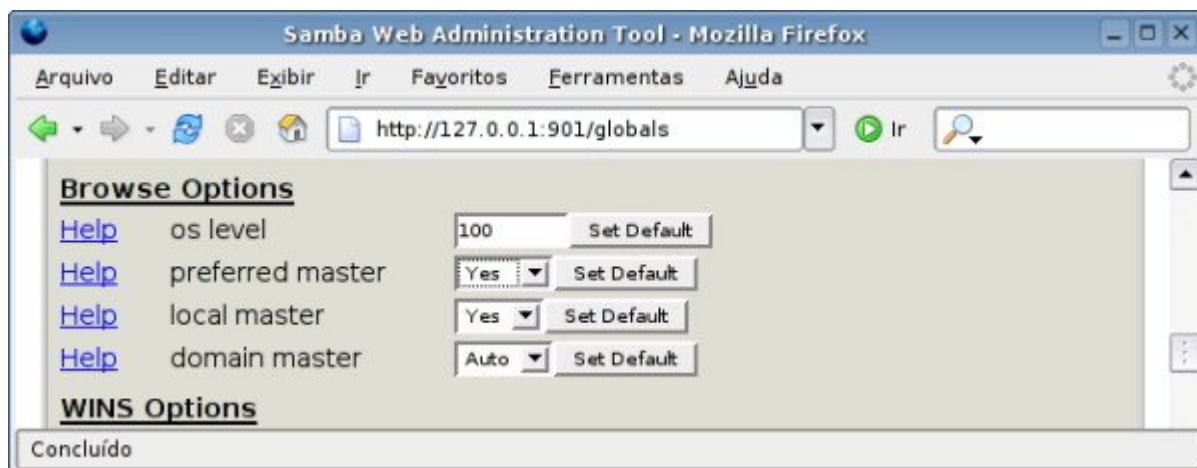 Samba Web Administration Tool - Mozilla Firefox
Arquivo Editar Exibir Ir Favoritos Ferramentas Ajuda
http://127.0.0.1:901/globals Ir
Browse Options
Help os level 100 Set Default
Help preferred master Yes Set Default
Help local master Yes Set Default
Help domain master Auto Set Default
WINS Options
Concluído